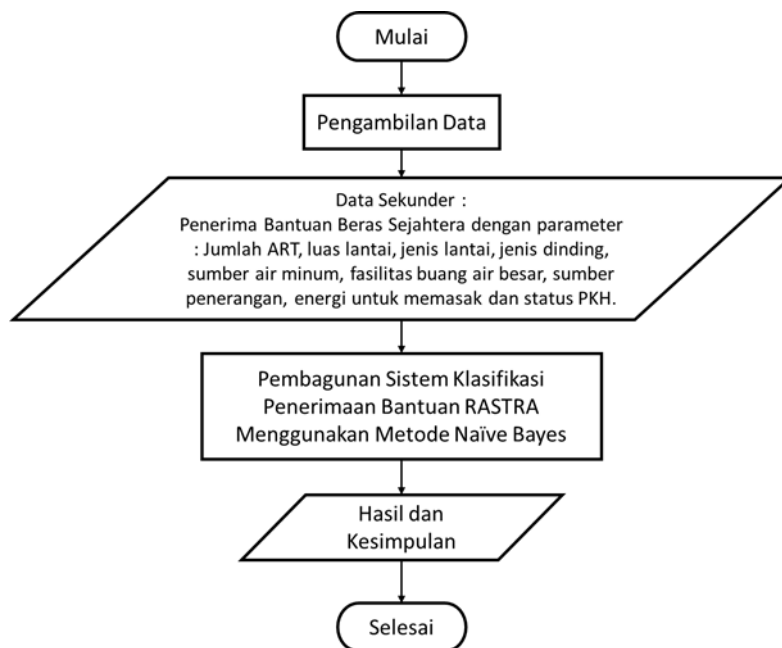 Mulai
Pengambilan Data
Data Sekunder :
Penerima Bantuan Beras Sejahtera dengan parameter
: Jumlah ART, luas lantai, jenis lantai, jenis dinding,
sumber air minum, fasilitas buang air besar, sumber
penerangan, energi untuk memasak dan status PKH.
Pembagunan Sistem Klasifikasi
Penerimaan Bantuan RASTRA
Menggunakan Metode Naïve Bayes
Hasil dan
Kesimpulan
Selesai